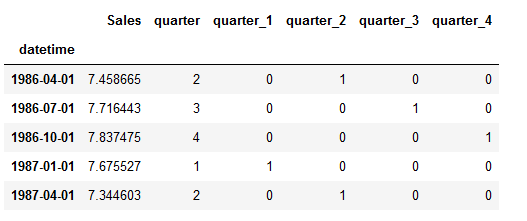 Sales quarter quarter_1 quarter_2 quarter_3 quarter_4
datetime
1986-04-01 7.458665 2 0 1 0 0
1986-07-01 7.716443 3 0 0 1 0
1986-10-01 7.837475 4 0 0 0 1
1987-01-01 7.675527 1 1 0 0 0
1987-04-01 7.344603 2 0 1 0 0